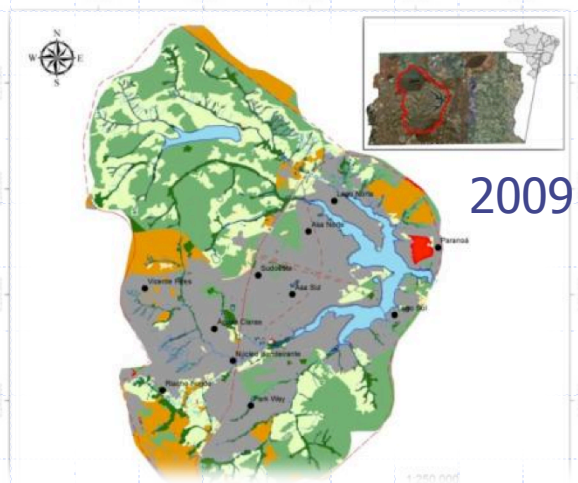 N
W E
S
2009
Lago Norte
Asa Norte
Paranoá
Sudoeste
Vicente Pires
Asa Sul
Lago Sul
Águas Claras
Núcleo Bandeirante
Riacho Fundo
Park Way
1:250.000